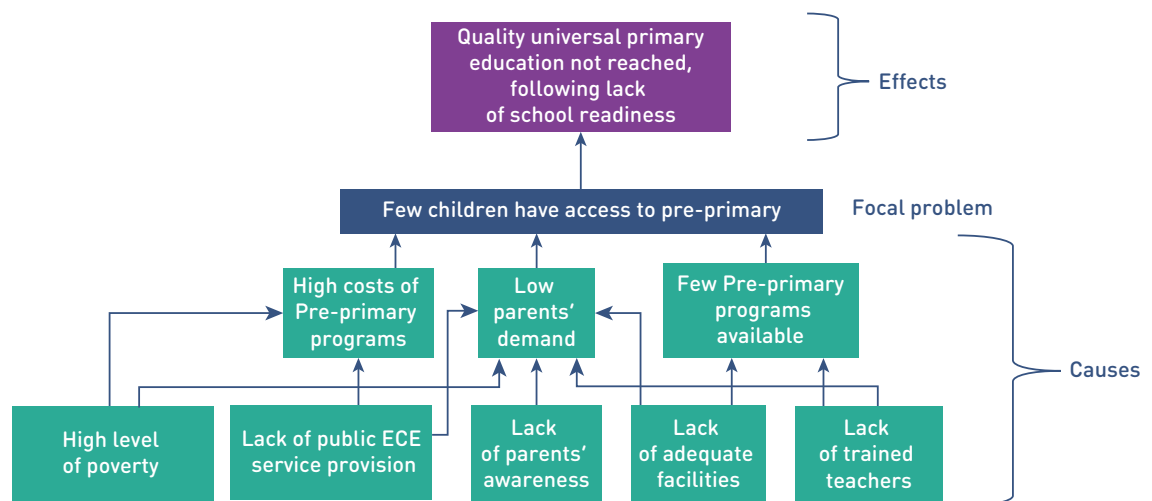 Quality universal primary
education not reached,
following lack
of school readiness
Effects
Few children have access to pre-primary
Focal problem
High costs of
Pre-primary
programs
Low
parents’
demand
Few Pre-primary
programs
available
Causes
High level
of poverty
Lack of public ECE
service provision
Lack
of parents’
awareness
Lack
of adequate
facilities
Lack
of trained
teachers